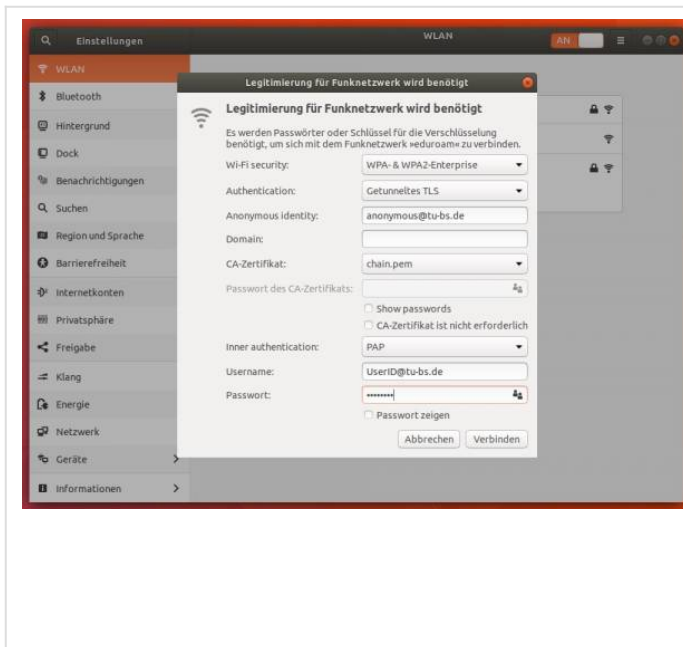 Einstellungen
WLAN
AN
WLAN
Bluetooth
Hintergrund
Dock
Benachrichtigungen
Suchen
Region und Sprache
Barrierefreiheit
Internetkonten
Privatsphäre
Freigabe
Klang
Energie
Netzwerk
Geräte
Informationen
Legitimierung für Funknetzwerk wird benötigt
Legitimierung für Funknetzwerk wird benötigt
Es werden Passwörter oder Schlüssel für die Verschlüsselung
benötigt, um sich mit dem Funknetzwerk »eduroam« zu verbinden.
Wi-Fi security: WPA- & WPA2-Enterprise
Authentication: Getunneltes TLS
Anonymous identity: anonymous@tu-bs.de
Domain:
CA-Zertifikat: chain.pem
Passwort des CA-Zertifikats:
Show passwords
CA-Zertifikat ist nicht erforderlich
Inner authentication: PAP
Username: UserID@tu-bs.de
Passwort: ••••••••
Passwort zeigen
Abbrechen Verbinden